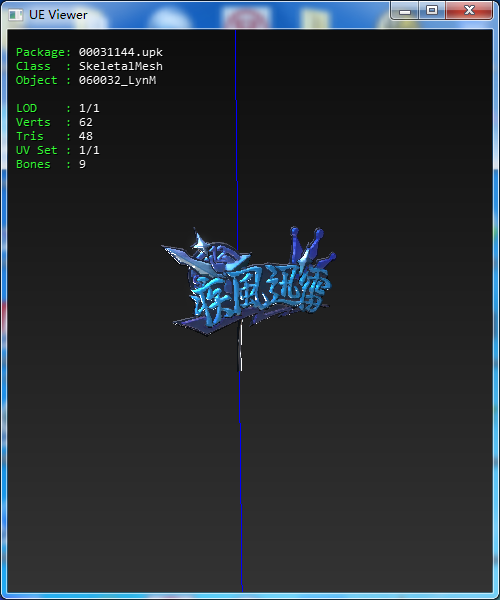 UE Viewer
Package: 00031144.upk
Class : SkeletalMesh
Object : 060032_LynM
LOD : 1/1
Verts : 62
Tris : 48
UV Set : 1/1
Bones : 9
疾風迅雷